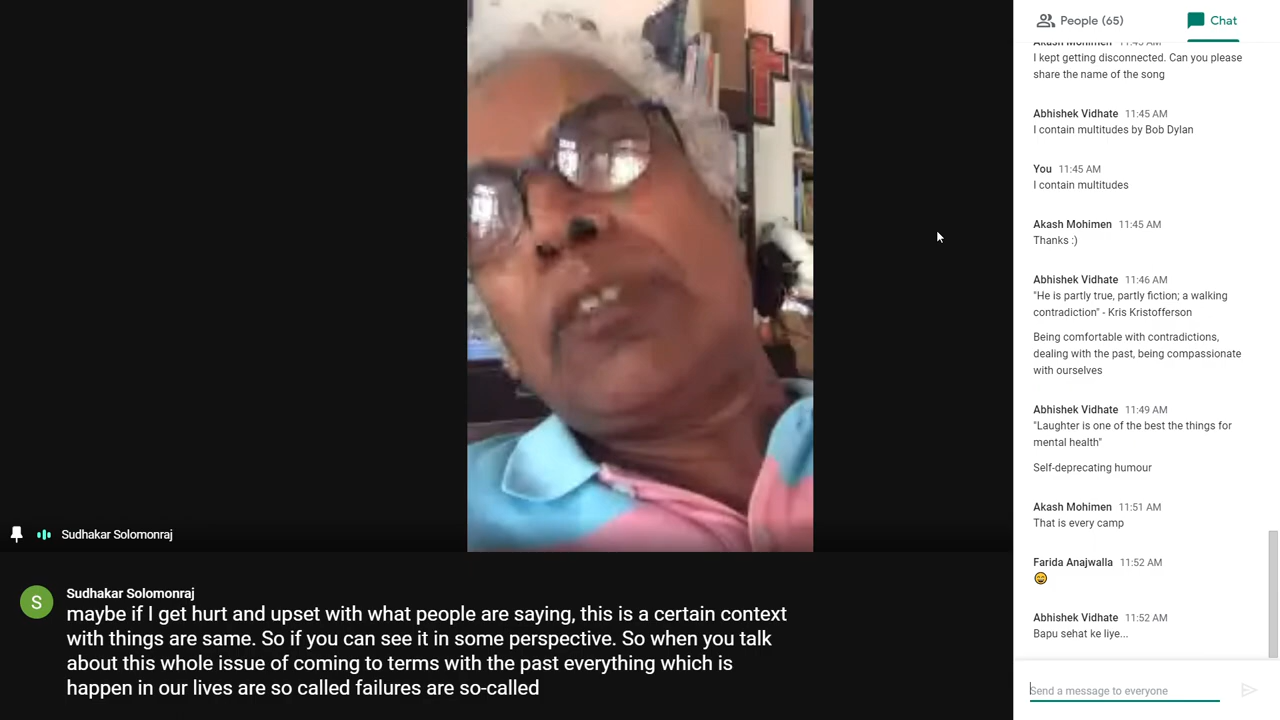 People (65)
Chat
Akash Mohimen 11:45 AM
I kept getting disconnected. Can you please
share the name of the song
Abhishek Vidhate 11:45 AM
I contain multitudes by Bob Dylan
You 11:45 AM
I contain multitudes
Akash Mohimen 11:45 AM
Thanks :)
Abhishek Vidhate 11:46 AM
"He is partly true, partly fiction; a walking
contradiction" - Kris Kristofferson
Being comfortable with contradictions,
dealing with the past, being compassionate
with ourselves
Abhishek Vidhate 11:49 AM
"Laughter is one of the best the things for
mental health"
Self-deprecating humour
Akash Mohimen 11:51 AM
That is every camp
Farida Anajwalla 11:52 AM
Abhishek Vidhate 11:52 AM
Bapu sehat ke liye...
Send a message to everyone
Sudhakar Solomonraj
S
Sudhakar Solomonraj
maybe if I get hurt and upset with what people are saying, this is a certain context
with things are same. So if you can see it in some perspective. So when you talk
about this whole issue of coming to terms with the past everything which is
happen in our lives are so called failures are so-called